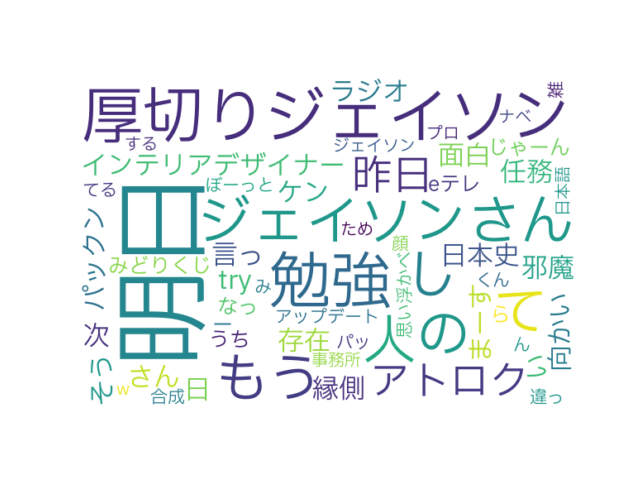 厚切りジェイソン
ラジオ
雑
ナベ
プロ
する
ジェイソン
面白
じゃーん
インテリアデザイナー
昨日
eテレ
任務
日本語
てる
ぼーっと
ケン
明日
ジェイソンさん
ため
パックン
言っ
勉強
し
顔
日本史
邪魔
みどりくじ
try
み
思い浮かべ
くん
なっ
アップデート
まーす
ら
て
向かい
次
ー
うち
存在
パッ
人の
ん
い
そう
さん
日
もう
事務所
縁側
アトロク
w
合成
違っ